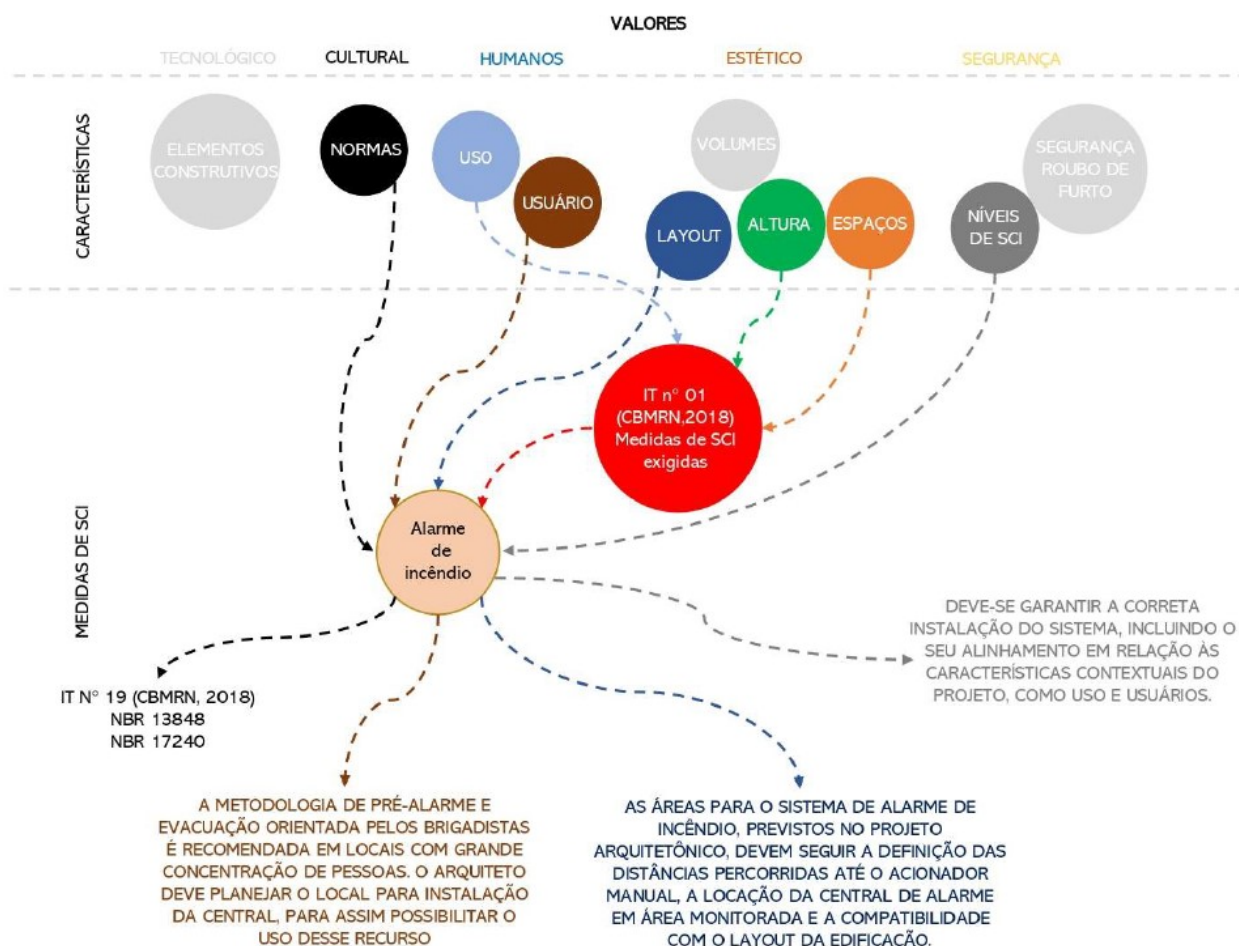 VALORES
TECNOLÓGICO
CULTURAL
HUMANOS
ESTÉTICO
SEGURANÇA
CARACTERÍSTICAS
ELEMENTOS
CONSTRUTIVOS
NORMAS
USO
USUÁRIO
VOLUMES
LAYOUT
ALTURA
ESPAÇOS
NÍVEIS
DE SCI
SEGURANÇA
ROUBO DE
FURTO
MEDIDAS DE SCI
IT n° 01
(CBMRN,2018)
Medidas de SCI
exigidas
Alarme
de
incêndio
IT N° 19 (CBMRN, 2018)
NBR 13848
NBR 17240
DEVE-SE GARANTIR A CORRETA
INSTALAÇÃO DO SISTEMA, INCLUINDO O
SEU ALINHAMENTO EM RELAÇÃO ÀS
CARACTERÍSTICAS CONTEXTUAIS DO
PROJETO, COMO USO E USUÁRIOS.
A METODOLOGIA DE PRÉ-ALARME E
EVACUAÇÃO ORIENTADA PELOS BRIGADISTAS
É RECOMENDADA EM LOCAIS COM GRANDE
CONCENTRAÇÃO DE PESSOAS. O ARQUITETO
DEVE PLANEJAR O LOCAL PARA INSTALAÇÃO
DA CENTRAL, PARA ASSIM POSSIBILITAR O
USO DESSE RECURSO
AS ÁREAS PARA O SISTEMA DE ALARME DE
INCÊNDIO, PREVISTOS NO PROJETO
ARQUITETÔNICO, DEVEM SEGUIR A DEFINIÇÃO DAS
DISTÂNCIAS PERCORRIDAS ATÉ O ACIONADOR
MANUAL, A LOCAÇÃO DA CENTRAL DE ALARME
EM ÁREA MONITORADA E A COMPATIBILIDADE
COM O LAYOUT DA EDIFICAÇÃO.